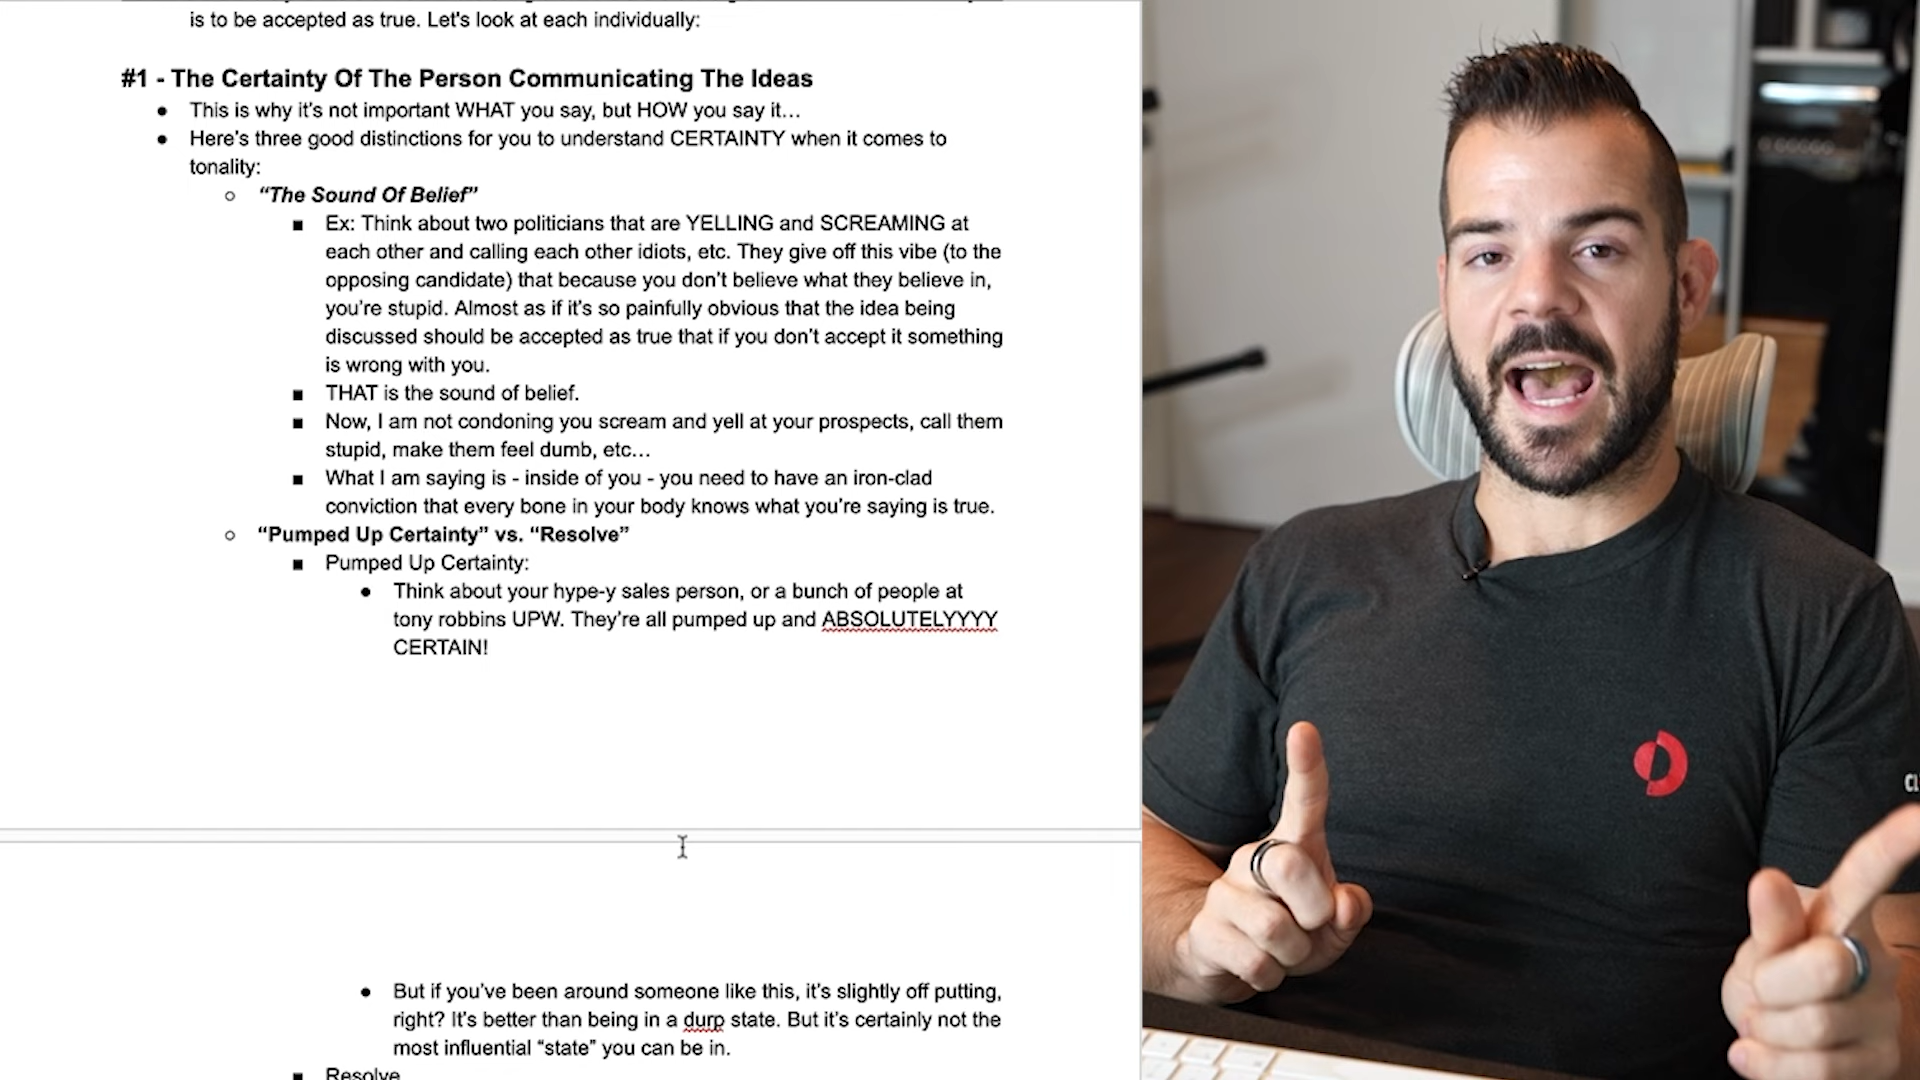 is to be accepted as true. Let's look at each individually:
#1 - The Certainty Of The Person Communicating The Ideas
● This is why it's not important WHAT you say, but HOW you say it...
● Here's three good distinctions for you to understand CERTAINTY when it comes to
tonality:
○ “The Sound Of Belief”
■ Ex: Think about two politicians that are YELLING and SCREAMING at
each other and calling each other idiots, etc. They give off this vibe (to the
opposing candidate) that because you don’t believe what they believe in,
you’re stupid. Almost as if it's so painfully obvious that the idea being
discussed should be accepted as true that if you don’t accept it something
is wrong with you.
■ THAT is the sound of belief.
■ Now, I am not condoning you scream and yell at your prospects, call them
stupid, make them feel dumb, etc…
■ What I am saying is - inside of you - you need to have an iron-clad
conviction that every bone in your body knows what you’re saying is true.
○ “Pumped Up Certainty” vs. “Resolve”
■ Pumped Up Certainty:
● Think about your hype-y sales person, or a bunch of people at
tony robbins UPW. They’re all pumped up and ABSOLUTELYYYY
CERTAIN!
● But if you’ve been around someone like this, it’s slightly off putting,
right? It’s better than being in a durp state. But it’s certainly not the
most influential “state” you can be in.
■ Resolve